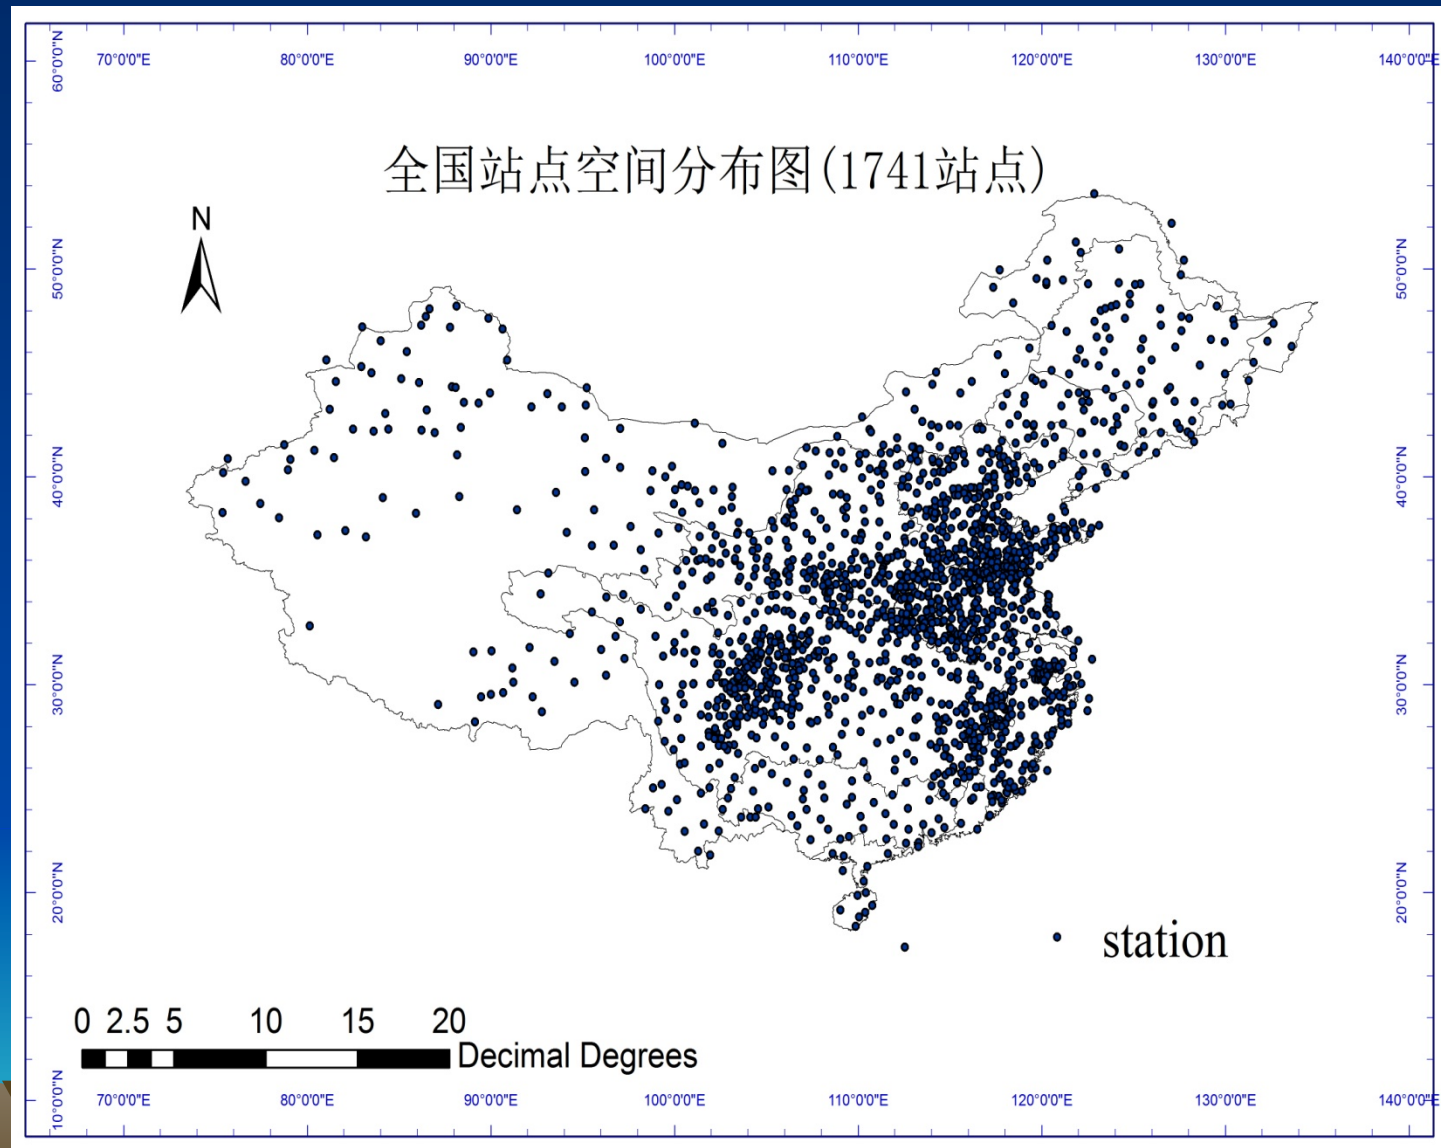 70°0'0"E 80°0'0"E 90°0'0"E 100°0'0"E 110°0'0"E 120°0'0"E 130°0'0"E 140°0'0"E
60°0'0"N
全国站点空间分布图(1741站点)
N
50°0'0"N 50°0'0"N
40°0'0"N 40°0'0"N
30°0'0"N 30°0'0"N
20°0'0"N 20°0'0"N
station
0 2.5 5 10 15 20
Decimal Degrees
10°0'0"N 10°0'0"N
70°0'0"E 80°0'0"E 90°0'0"E 100°0'0"E 110°0'0"E 120°0'0"E 130°0'0"E 140°0'0"E